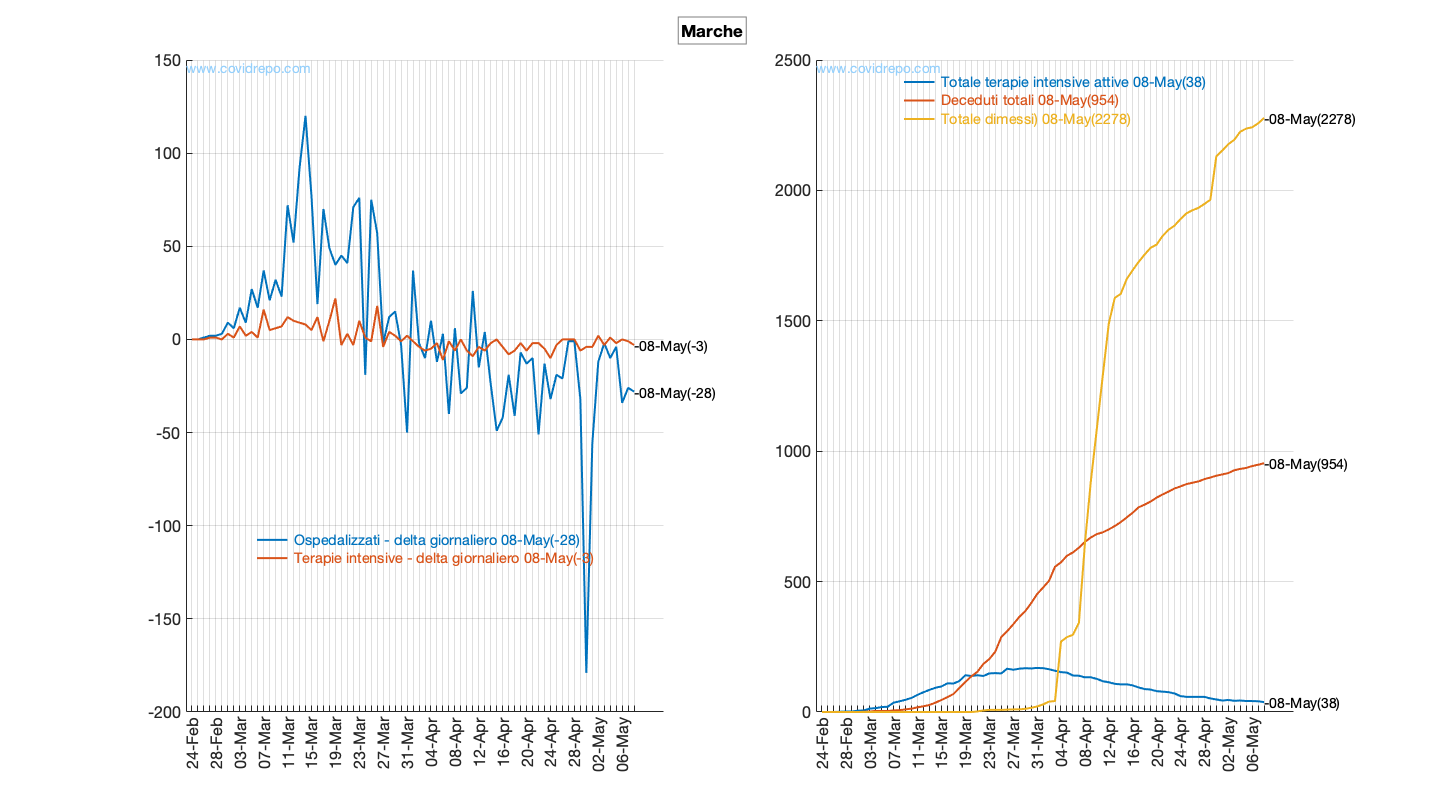 Marche
www.covidrepo.com
150
100
50
0
-50
-100
-150
-200
Ospedalizzati - delta giornaliero 08-May(-28)
Terapie intensive - delta giornaliero 08-May(-3)
-08-May(-3)
-08-May(-28)
24-Feb
28-Feb
03-Mar
07-Mar
11-Mar
15-Mar
19-Mar
23-Mar
27-Mar
31-Mar
04-Apr
08-Apr
12-Apr
16-Apr
20-Apr
24-Apr
28-Apr
02-May
06-May
www.covidrepo.com
2500
2000
1500
1000
500
0
Totale terapie intensive attive 08-May(38)
Deceduti totali 08-May(954)
Totale dimessi) 08-May(2278)
-08-May(2278)
-08-May(954)
-08-May(38)
24-Feb
28-Feb
03-Mar
07-Mar
11-Mar
15-Mar
19-Mar
23-Mar
27-Mar
31-Mar
04-Apr
08-Apr
12-Apr
16-Apr
20-Apr
24-Apr
28-Apr
02-May
06-May